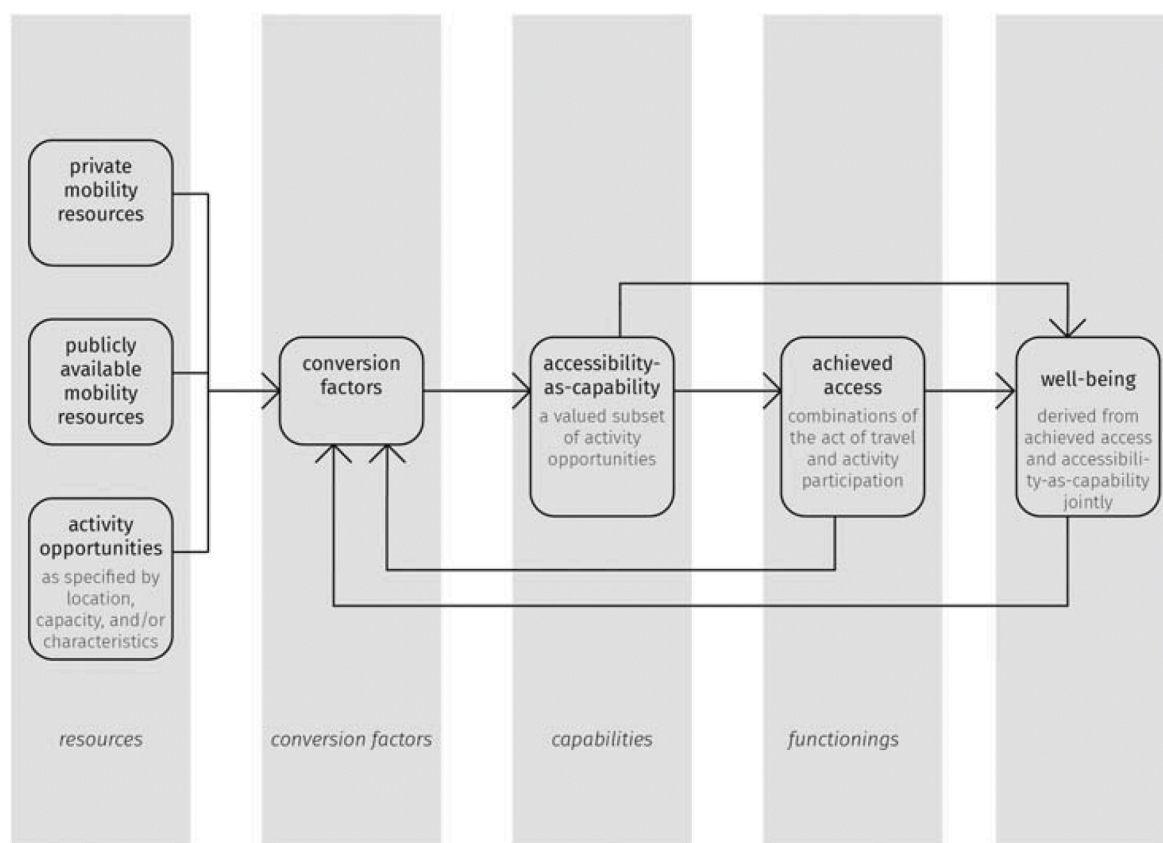 private
mobility
resources
publicly
available
mobility
resources
activity
opportunities
as specified by
location,
capacity, and/or
characteristics
conversion
factors
accessibility-
as-capability
a valued subset
of activity
opportunities
achieved
access
combinations of
the act of travel
and activity
participation
well-being
derived from
achieved access
and accessibili-
ty-as-capability
jointly
resources
conversion factors
capabilities
functionings